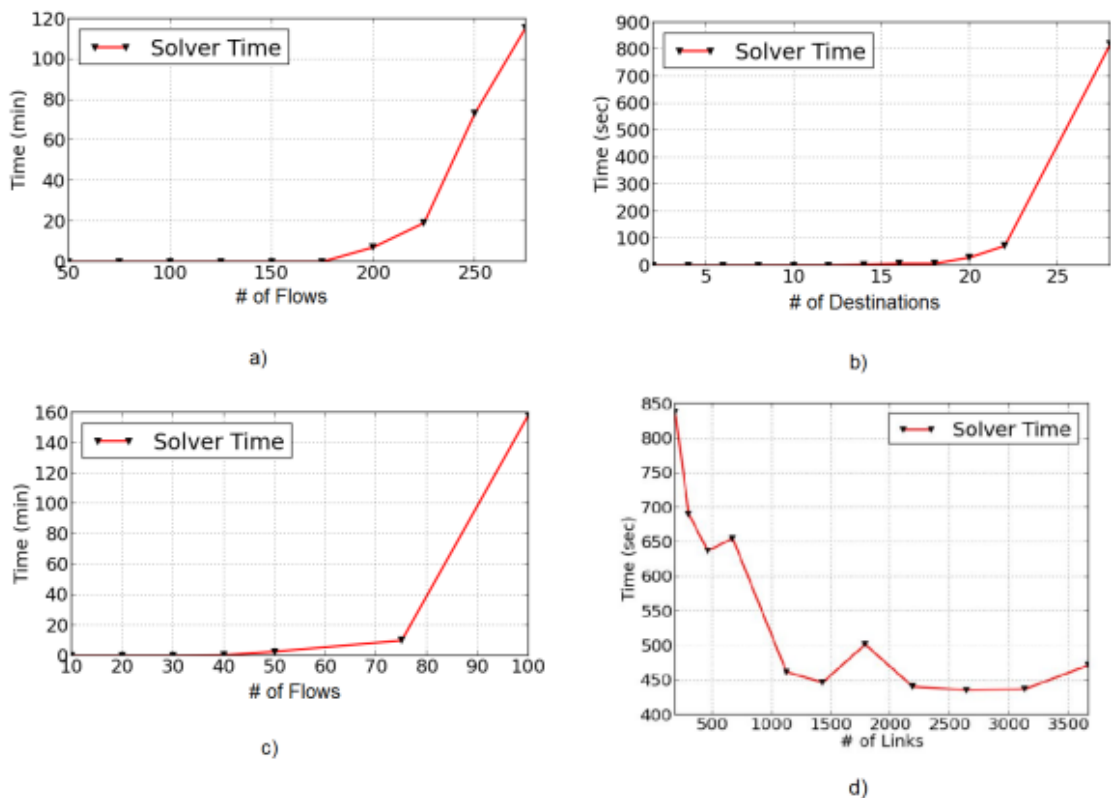 120
100
80
60
40
20
0
Time (min)
Solver Time
50 100 150 200 250
# of Flows
a)
900
800
700
600
500
400
300
200
100
0
Time (sec)
Solver Time
5 10 15 20 25
# of Destinations
b)
160
140
120
100
80
60
40
20
0
Time (min)
Solver Time
10 20 30 40 50 60 70 80 90 100
# of Flows
c)
850
800
750
700
650
600
550
500
450
400
Time (sec)
Solver Time
500 1000 1500 2000 2500 3000 3500
# of Links
d)